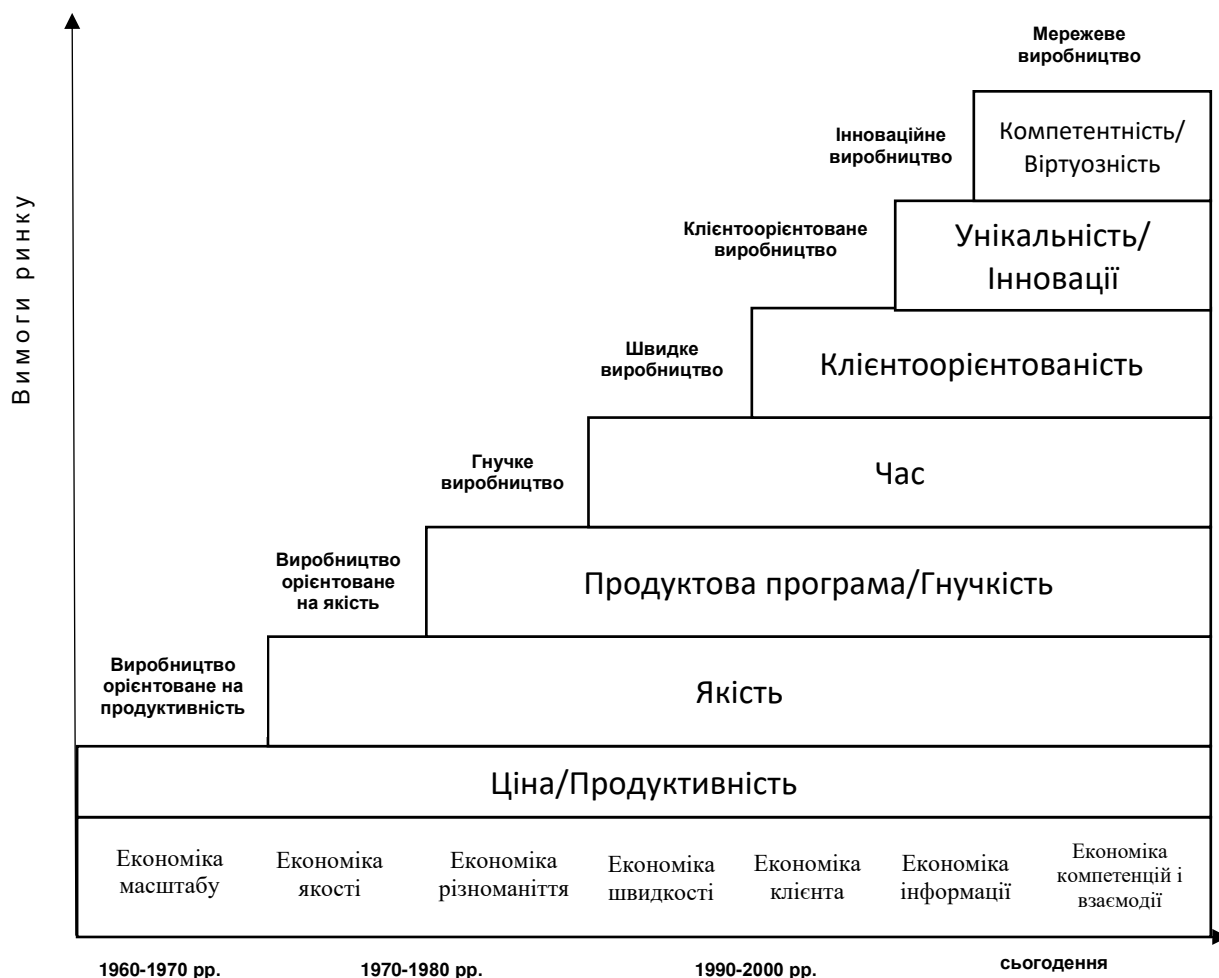 Мережеве
виробництво
Інноваційне
виробництво
Компетентність/
Віртуозність
Клієнтоорієнтоване
виробництво
Унікальність/
Інновації
Вимоги ринку
Швидке
виробництво
Клієнтоорієнтованість
Гнучке
виробництво
Час
Виробництво
орієнтоване
на якість
Продуктова програма/Гнучкість
Виробництво
орієнтоване на
продуктивність
Якість
Ціна/Продуктивність
Економіка
масштабу
Економіка
якості
Економіка
різноманіття
Економіка
швидкості
Економіка
клієнта
Економіка
інформації
Економіка
компетенцій і
взаємодії
1960-1970 рр.
1970-1980 рр.
1990-2000 рр.
сьогодення